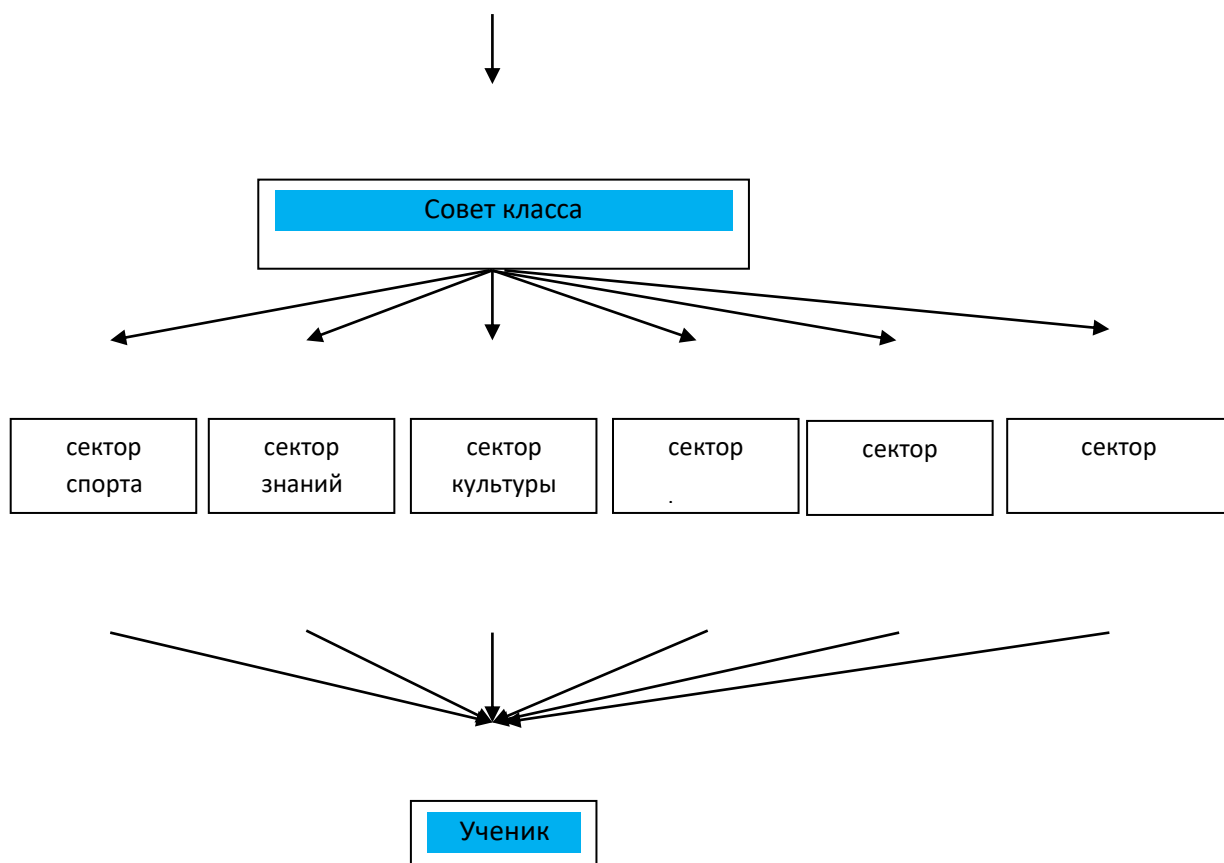 Совет класса
сектор
спорта
сектор
знаний
сектор
культуры
сектор
.
сектор
сектор
Ученик